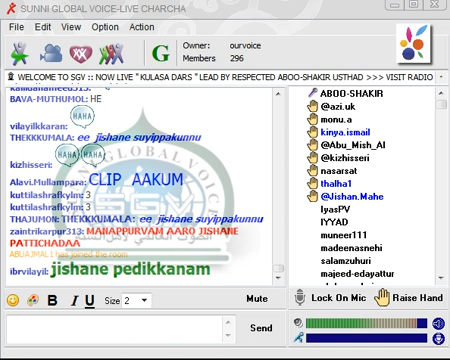 SUNNI GLOBAL VOICE-LIVE CHARCHA
File Edit View Option Action
G
Owner: ourvoice
Members 296
WELCOME TO SGV :: NOW LIVE " KULASA DARS " LEAD BY RESPECTED ABOO-SHAKIR USTHAD >>> VISIT RADIO
BAVA-MUTHUMOL: HE
HAHA
vilayilkkaran:
THEKKKUMALA: ee jishane suyippakunnu
HAHA HAHA
kizhisseri:
Alavi.Mullampara: CLIP AAKUM
kuttilashrafkylm: 3
kuttilashrafkylm: 3
THAJUMON: THEKKKUMALA: ee jishane suyippakunnu
zaintrikarpur313: MANAPPURVAM AARO JISHANE
PATTICHADAA
ABUAJMAL1 has joined the room
ibrvilayil: jishane pedikkanam
ABOO-SHAKIR
@azi.uk
monu.a
kinya.ismail
@Abu_Mish_Al
@kizhisseri
nasarsat
thalha1
@Jishan.Mahe
IyasPV
IYYAD
muneer111
madeenasnehi
salamzuhuri
majeed-edayattur
B I U Size 2 Mute
Lock On Mic Raise Hand
Send